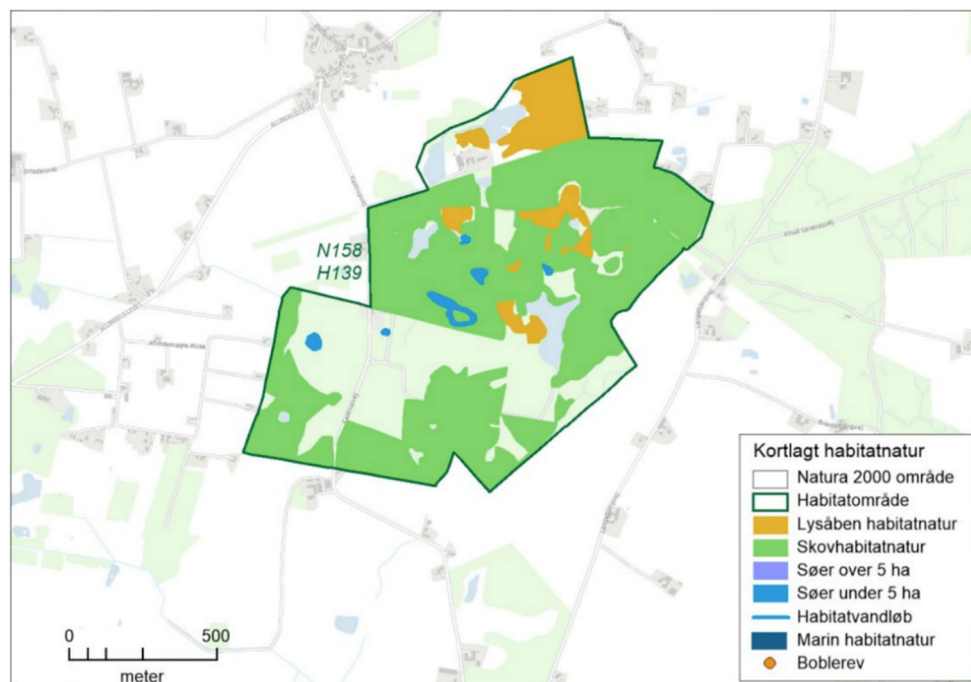 N158
H139
Kortlagt habitatnatur
Natura 2000 område
Habitatområde
Lysåben habitatnatur
Skovhabitatnatur
Søer over 5 ha
Søer under 5 ha
Habitatvandløb
Marin habitatnatur
Boblerev
0 500
meter